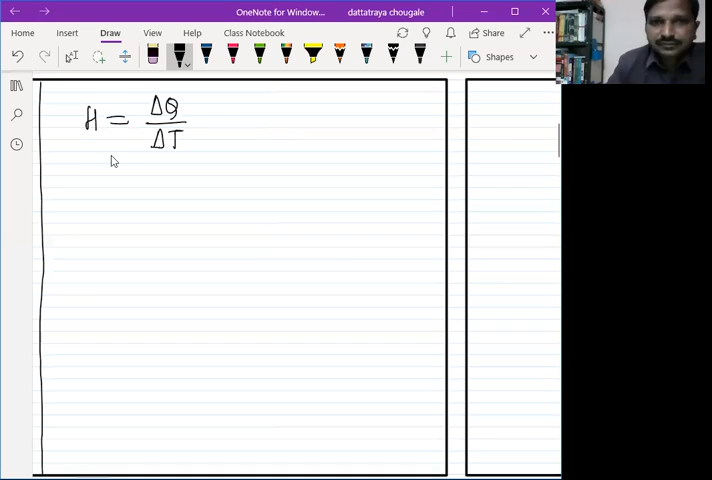 OneNote for Window... dattatraya chougale
Home Insert Draw View Help Class Notebook Share
Shapes
H = ΔQ
ΔT